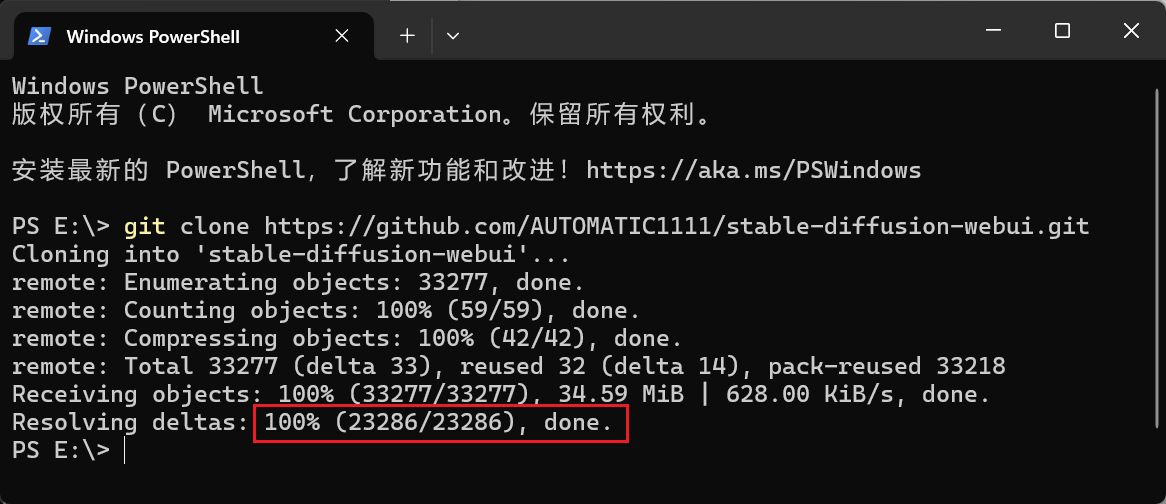 Windows PowerShell
Windows PowerShell
版权所有 (C) Microsoft Corporation。保留所有权利。
安装最新的 PowerShell，了解新功能和改进！https://aka.ms/PSWindows
PS E:\> git clone https://github.com/AUTOMATIC1111/stable-diffusion-webui.git
Cloning into 'stable-diffusion-webui'...
remote: Enumerating objects: 33277, done.
remote: Counting objects: 100% (59/59), done.
remote: Compressing objects: 100% (42/42), done.
remote: Total 33277 (delta 33), reused 32 (delta 14), pack-reused 33218
Receiving objects: 100% (33277/33277), 34.59 MiB | 628.00 KiB/s, done.
Resolving deltas: 100% (23286/23286), done.
PS E:\>